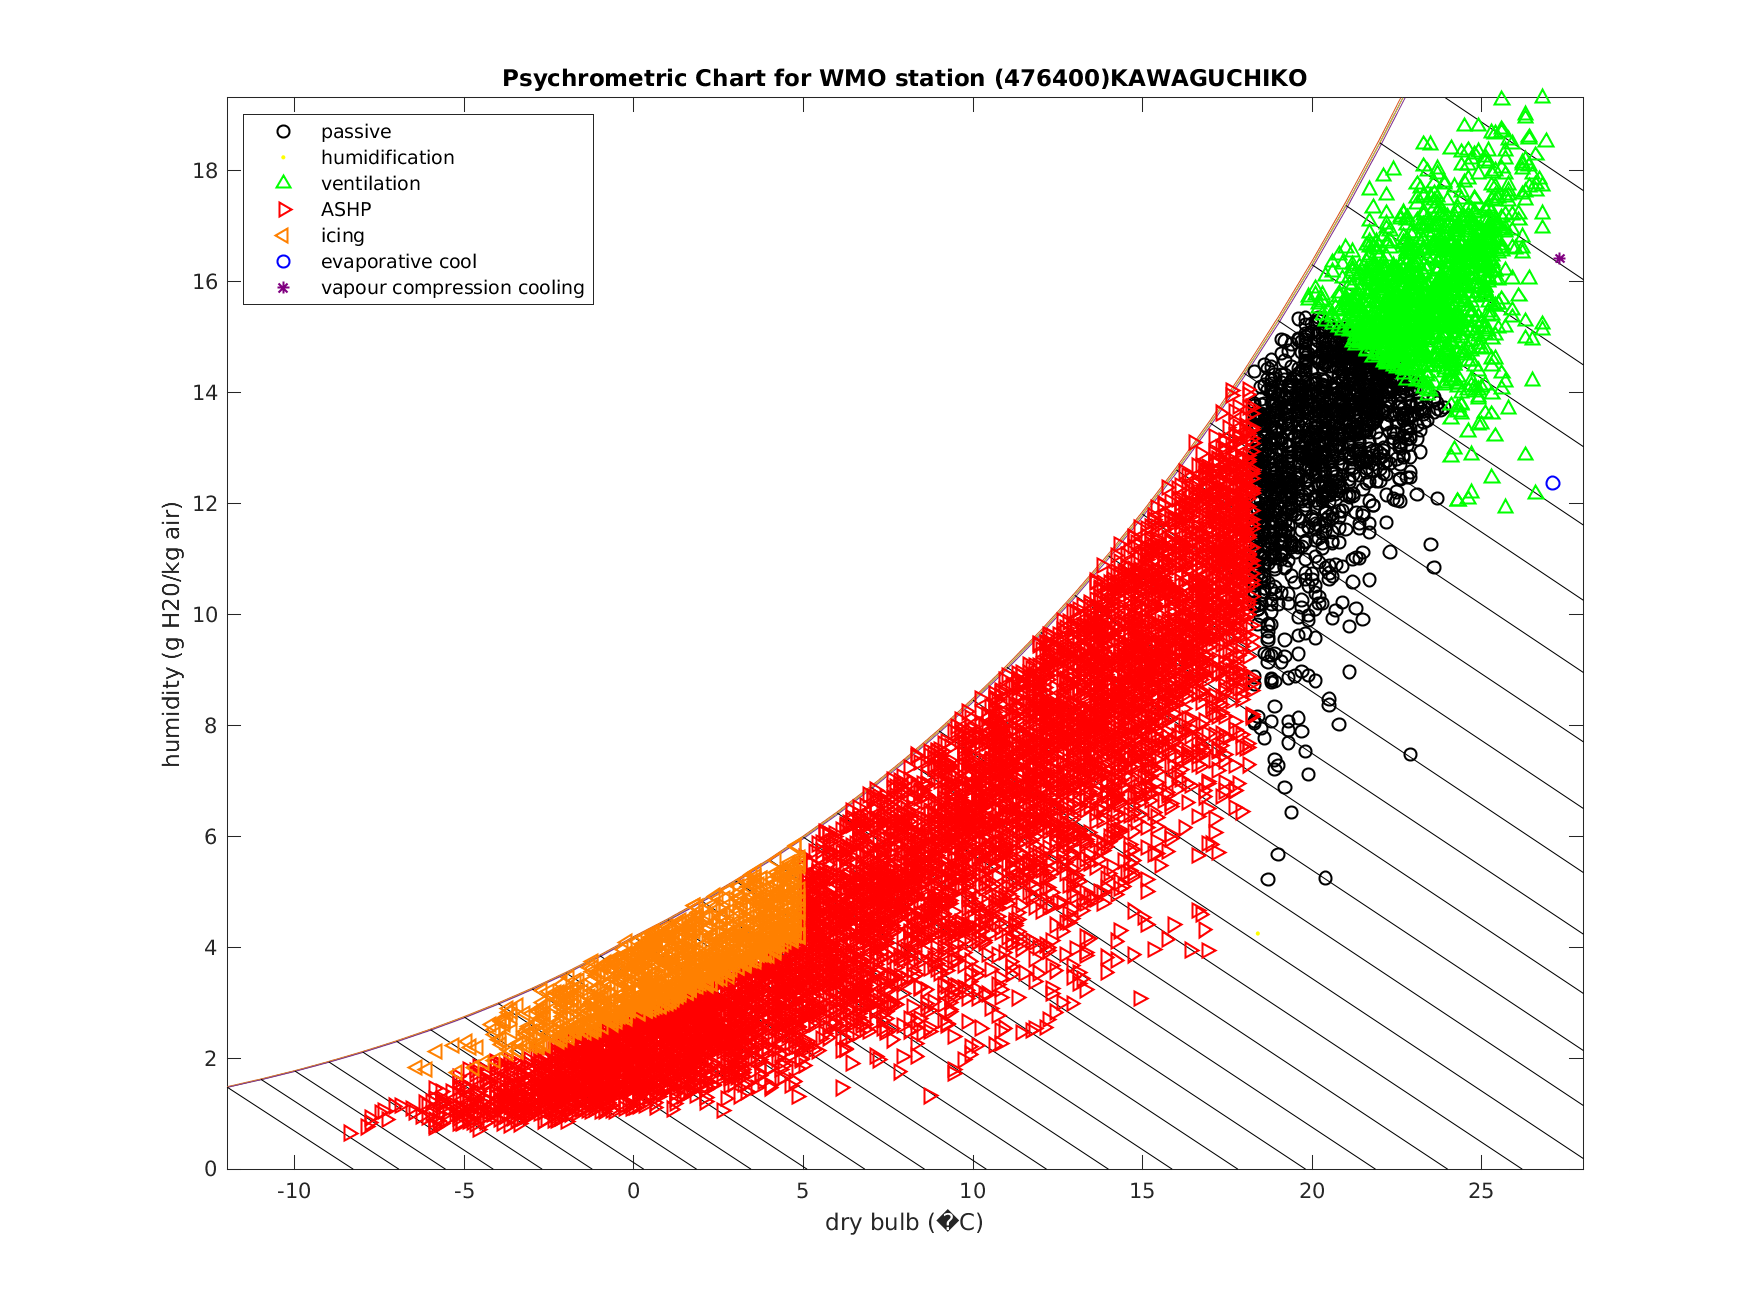 Psychrometric Chart for WMO station (476400)KAWAGUCHIKO
passive
humidification
ventilation
ASHP
icing
evaporative cool
vapour compression cooling
humidity (g H20/kg air)
18
16
14
12
10
8
6
4
2
0
-10
-5
0
5
10
15
20
25
dry bulb (�C)